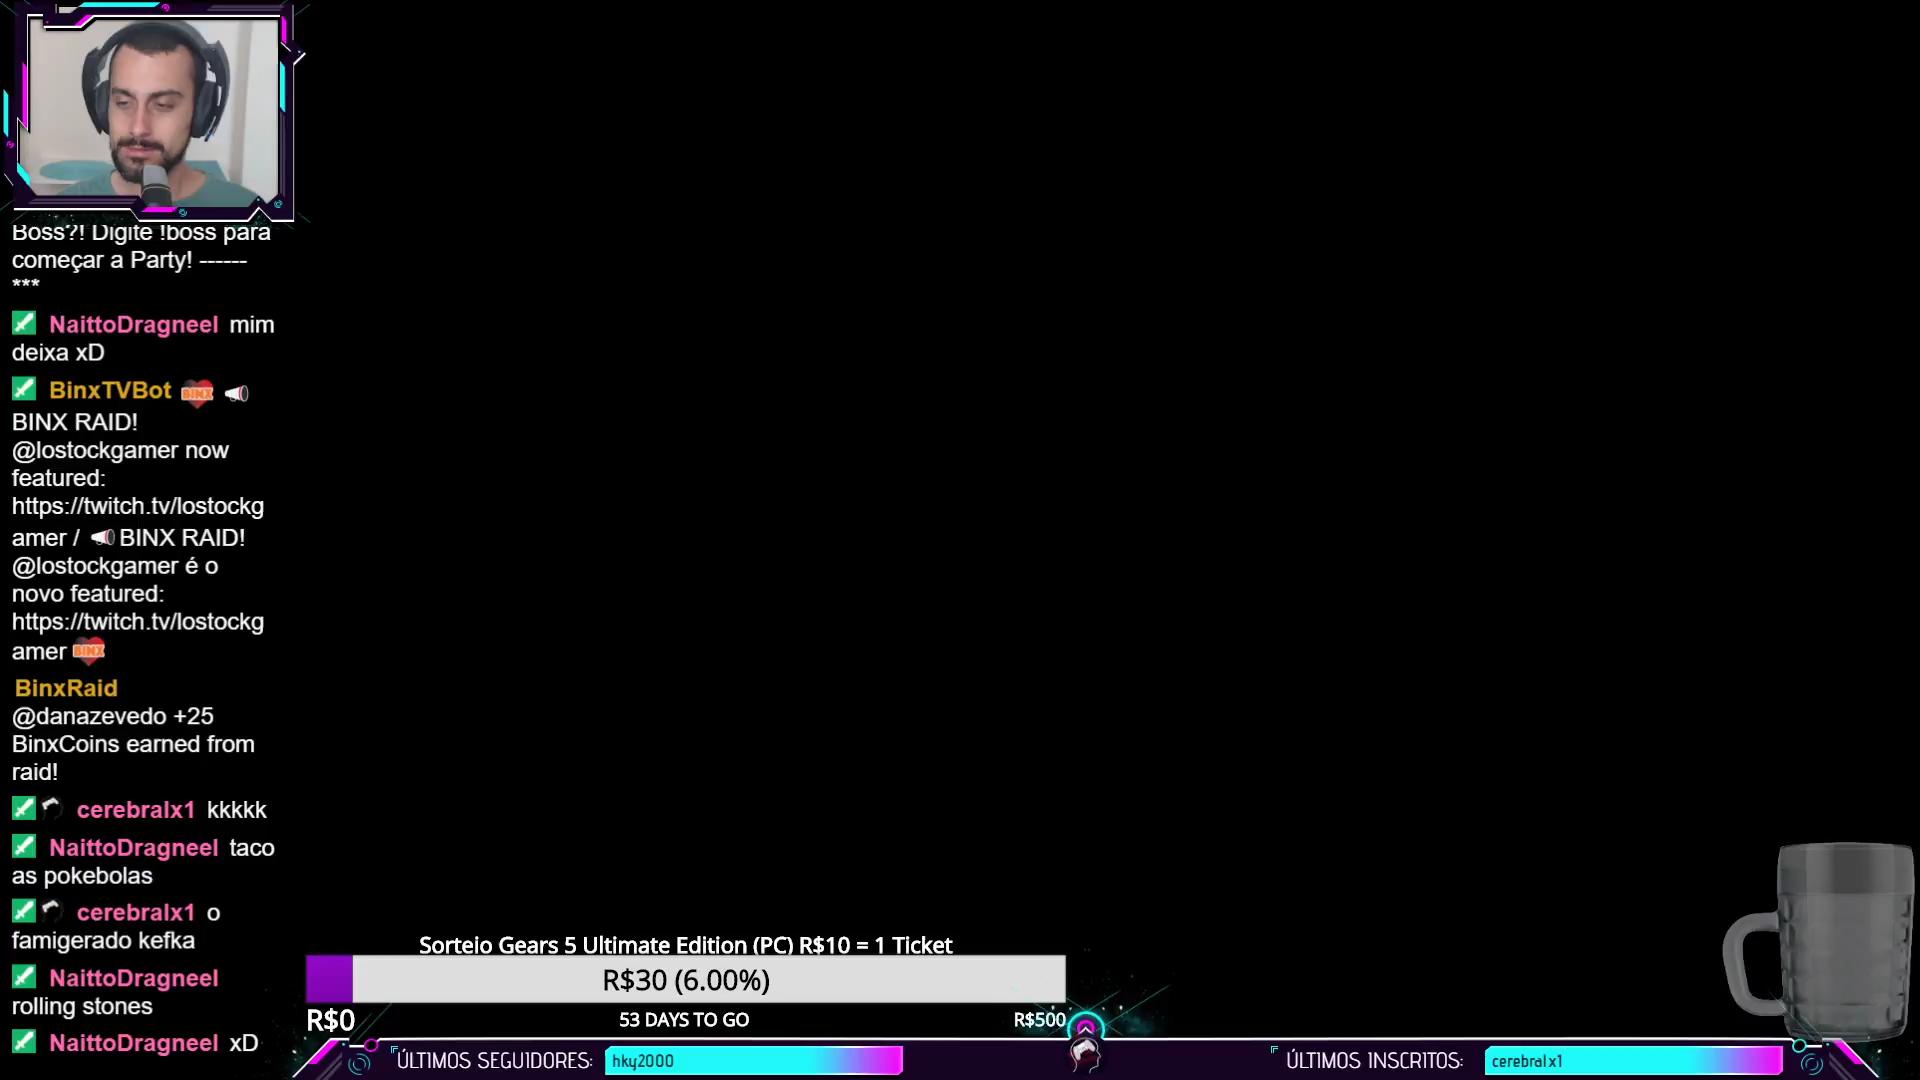 Boss?! Digite !boss para
começar a Party! ------
***
NaittoDragneel mim
deixa xD
BinxTVBot BINX
BINX RAID!
@lostockgamer now
featured:
https://twitch.tv/lostockg
amer / BINX RAID!
@lostockgamer é o
novo featured:
https://twitch.tv/lostockg
amer BINX
BinxRaid
@danazevedo +25
BinxCoins earned from
raid!
cerebralx1 kkkkk
NaittoDragneel taco
as pokebolas
cerebralx1 o
famigerado kefka
NaittoDragneel
rolling stones
NaittoDragneel xD
Sorteio Gears 5 Ultimate Edition (PC) R$10 = 1 Ticket
R$30 (6.00%)
R$0 53 DAYS TO GO R$500
ÚLTIMOS SEGUIDORES: hky2000
ÚLTIMOS INSCRITOS: cerebralx1